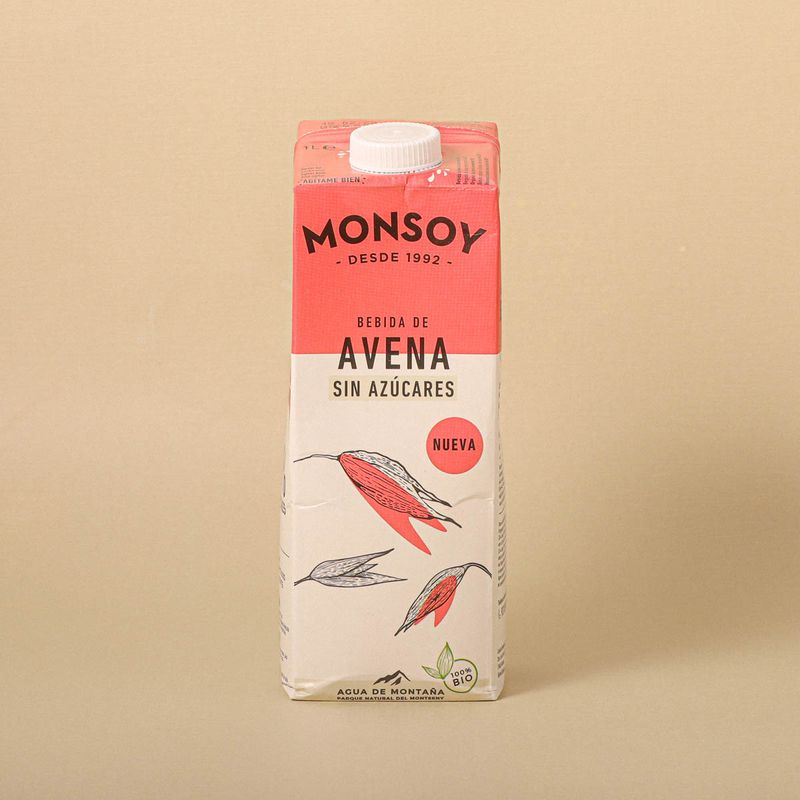 1L e
AGÍTAME BIEN
MONSOY
- DESDE 1992 -
BEBIDA DE
AVENA
SIN AZÚCARES
NUEVA
100%
BIO
AGUA DE MONTAÑA
PARQUE NATURAL DEL MONTSENY